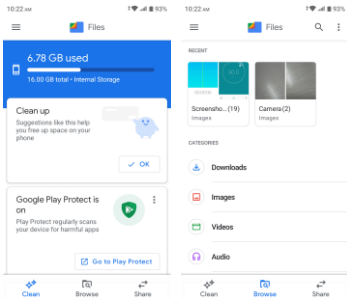 10:22 AM
93%
Files
6.78 GB used
16.00 GB total • Internal Storage
Clean up
Suggestions like this help
you free up space on your
phone
OK
Google Play Protect is
on
Play Protect regularly scans
your device for harmful apps
Go to Play Protect
Clean
Browse
Share
10:22 AM
93%
Files
RECENT
Screensho... (19)
Images
Camera (2)
Images
CATEGORIES
Downloads
Images
Videos
Audio
Clean
Browse
Share